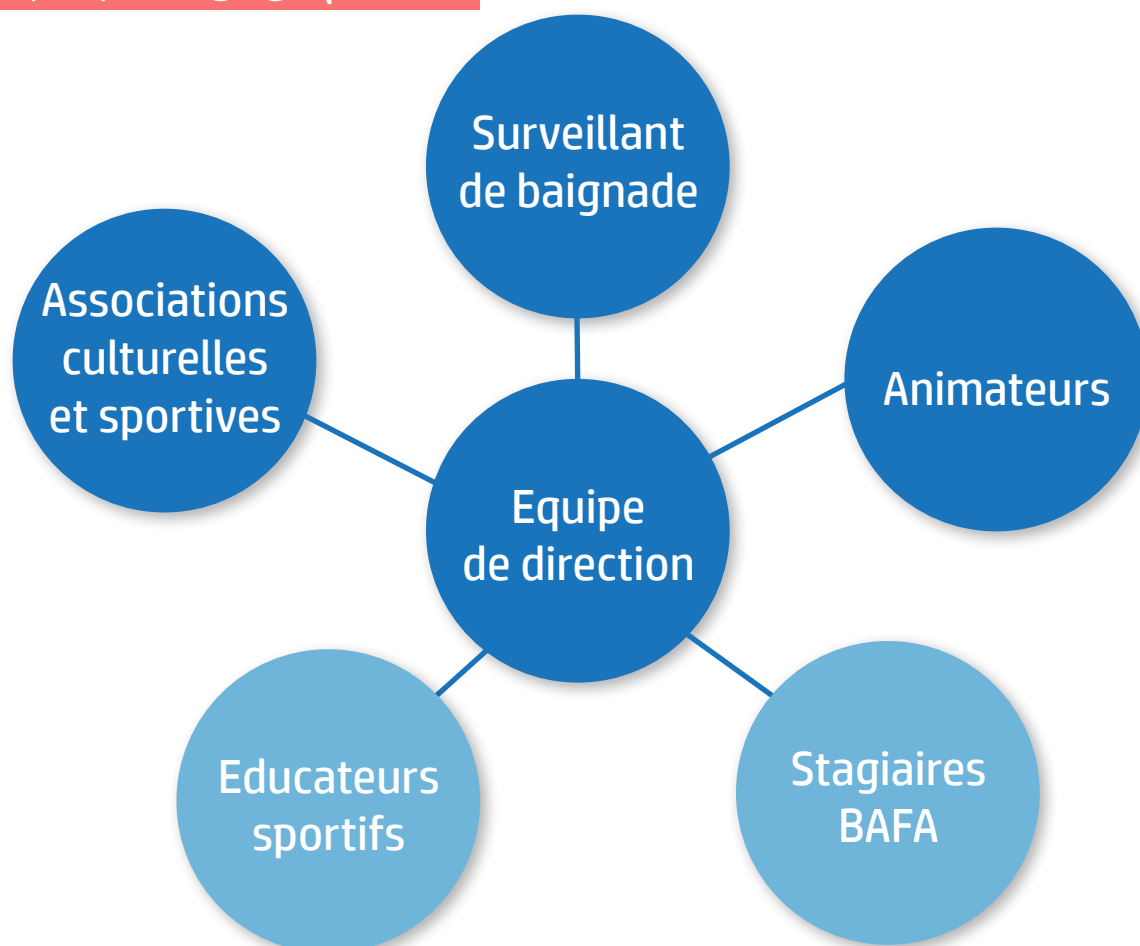 Surveillant
de baignade
Associations
culturelles
et sportives
Animateurs
Equipe
de direction
Educateurs
sportifs
Stagiaires
BAFA